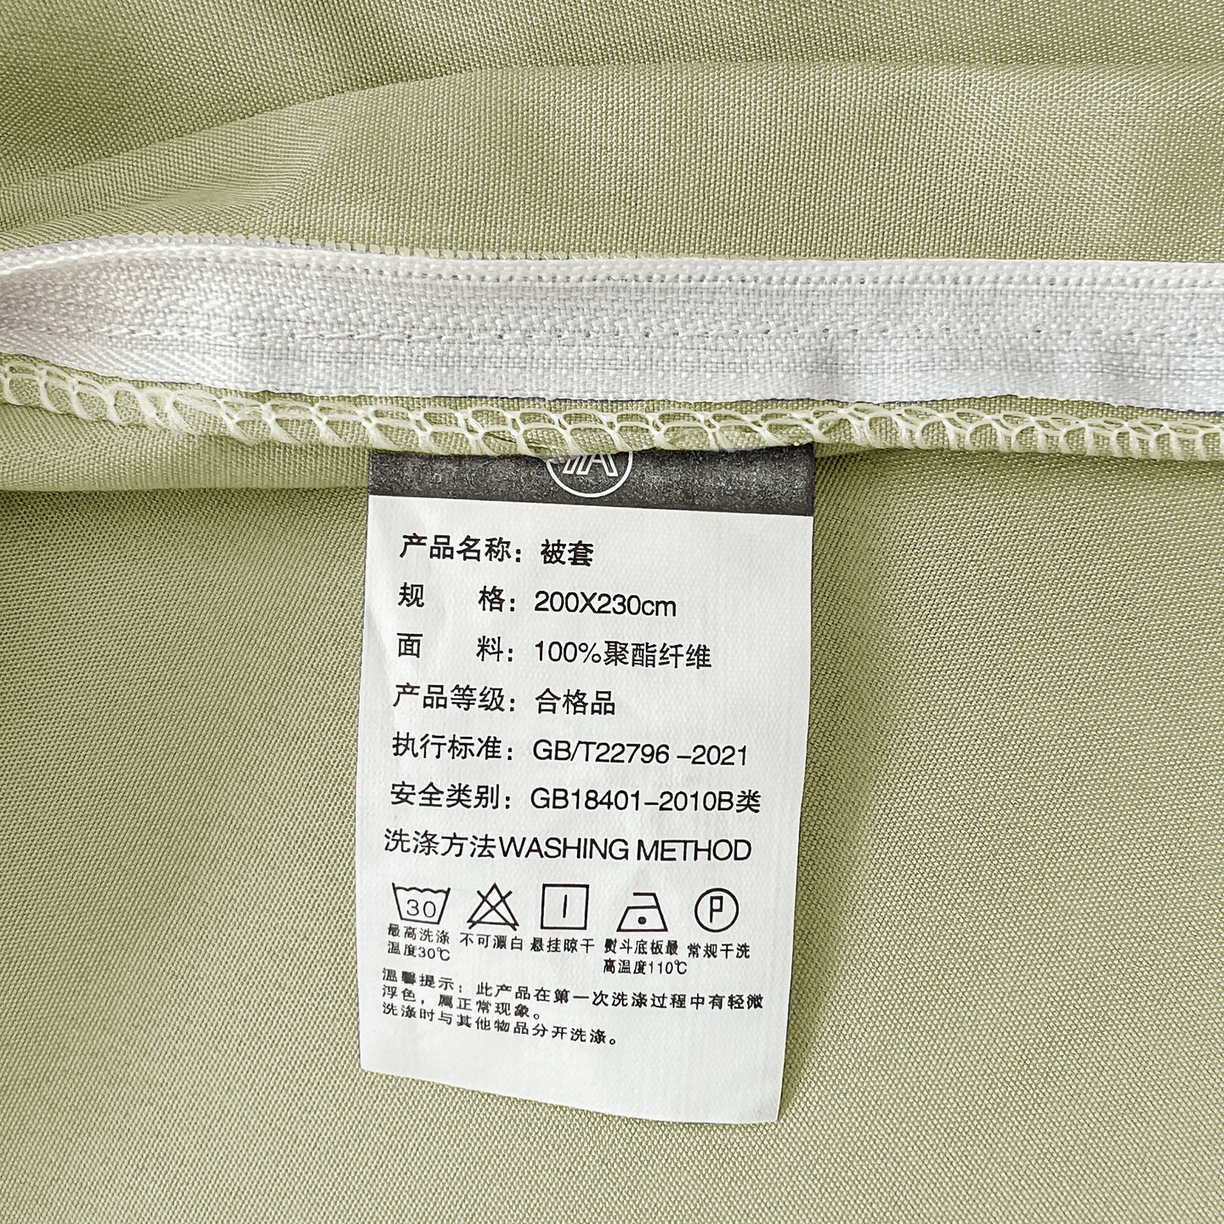 产品名称：被套
规 格：200X230cm
面 料：100%聚酯纤维
产品等级：合格品
执行标准：GB/T22796 –2021
安全类别：GB18401–2010B类
洗涤方法WASHING METHOD
30 P
最高洗涤温度30℃ 不可漂白 悬挂晾干 熨斗底板最高温度110℃ 常规干洗
温馨提示：此产品在第一次洗涤过程中有轻微
浮色，属正常现象。
洗涤时与其他物品分开洗涤。